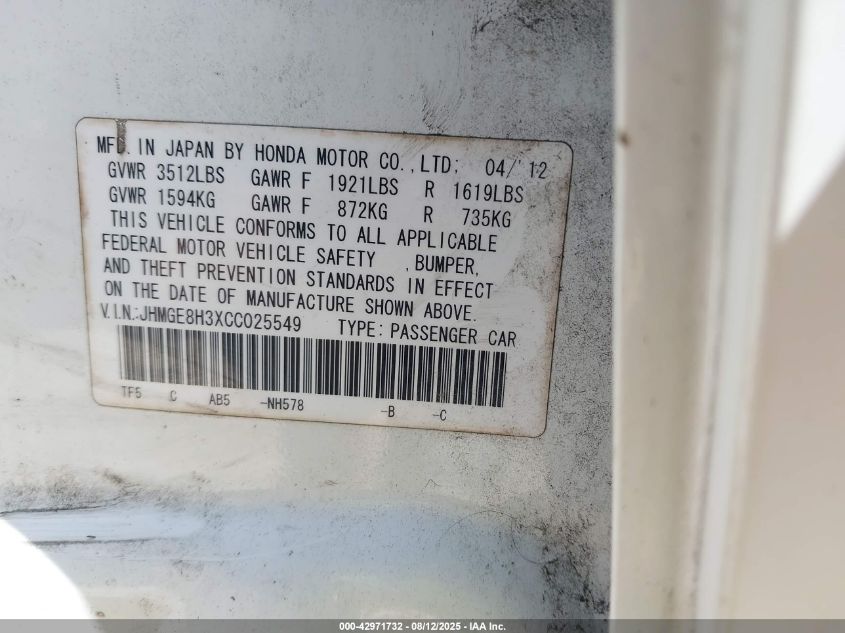 MFD. IN JAPAN BY HONDA MOTOR CO.,LTD; 04/'12
GVWR 3512LBS GAWR F 1921LBS R 1619LBS
GVWR 1594KG GAWR F 872KG R 735KG
THIS VEHICLE CONFORMS TO ALL APPLICABLE
FEDERAL MOTOR VEHICLE SAFETY ,BUMPER,
AND THEFT PREVENTION STANDARDS IN EFFECT
ON THE DATE OF MANUFACTURE SHOWN ABOVE.
V.I.N.:JHMGE8H3XCC025549 TYPE:PASSENGER CAR
TF5 C AB5 -NH578 -B -C
000-42971732 - 08/12/2025 - IAA Inc.